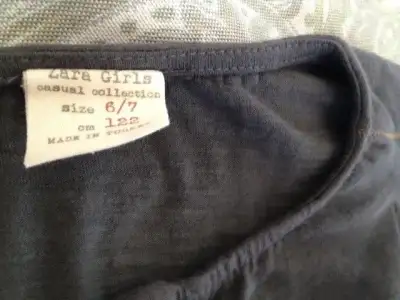 Zara Girls
casual collection
size 6/7
cm 122
MADE IN